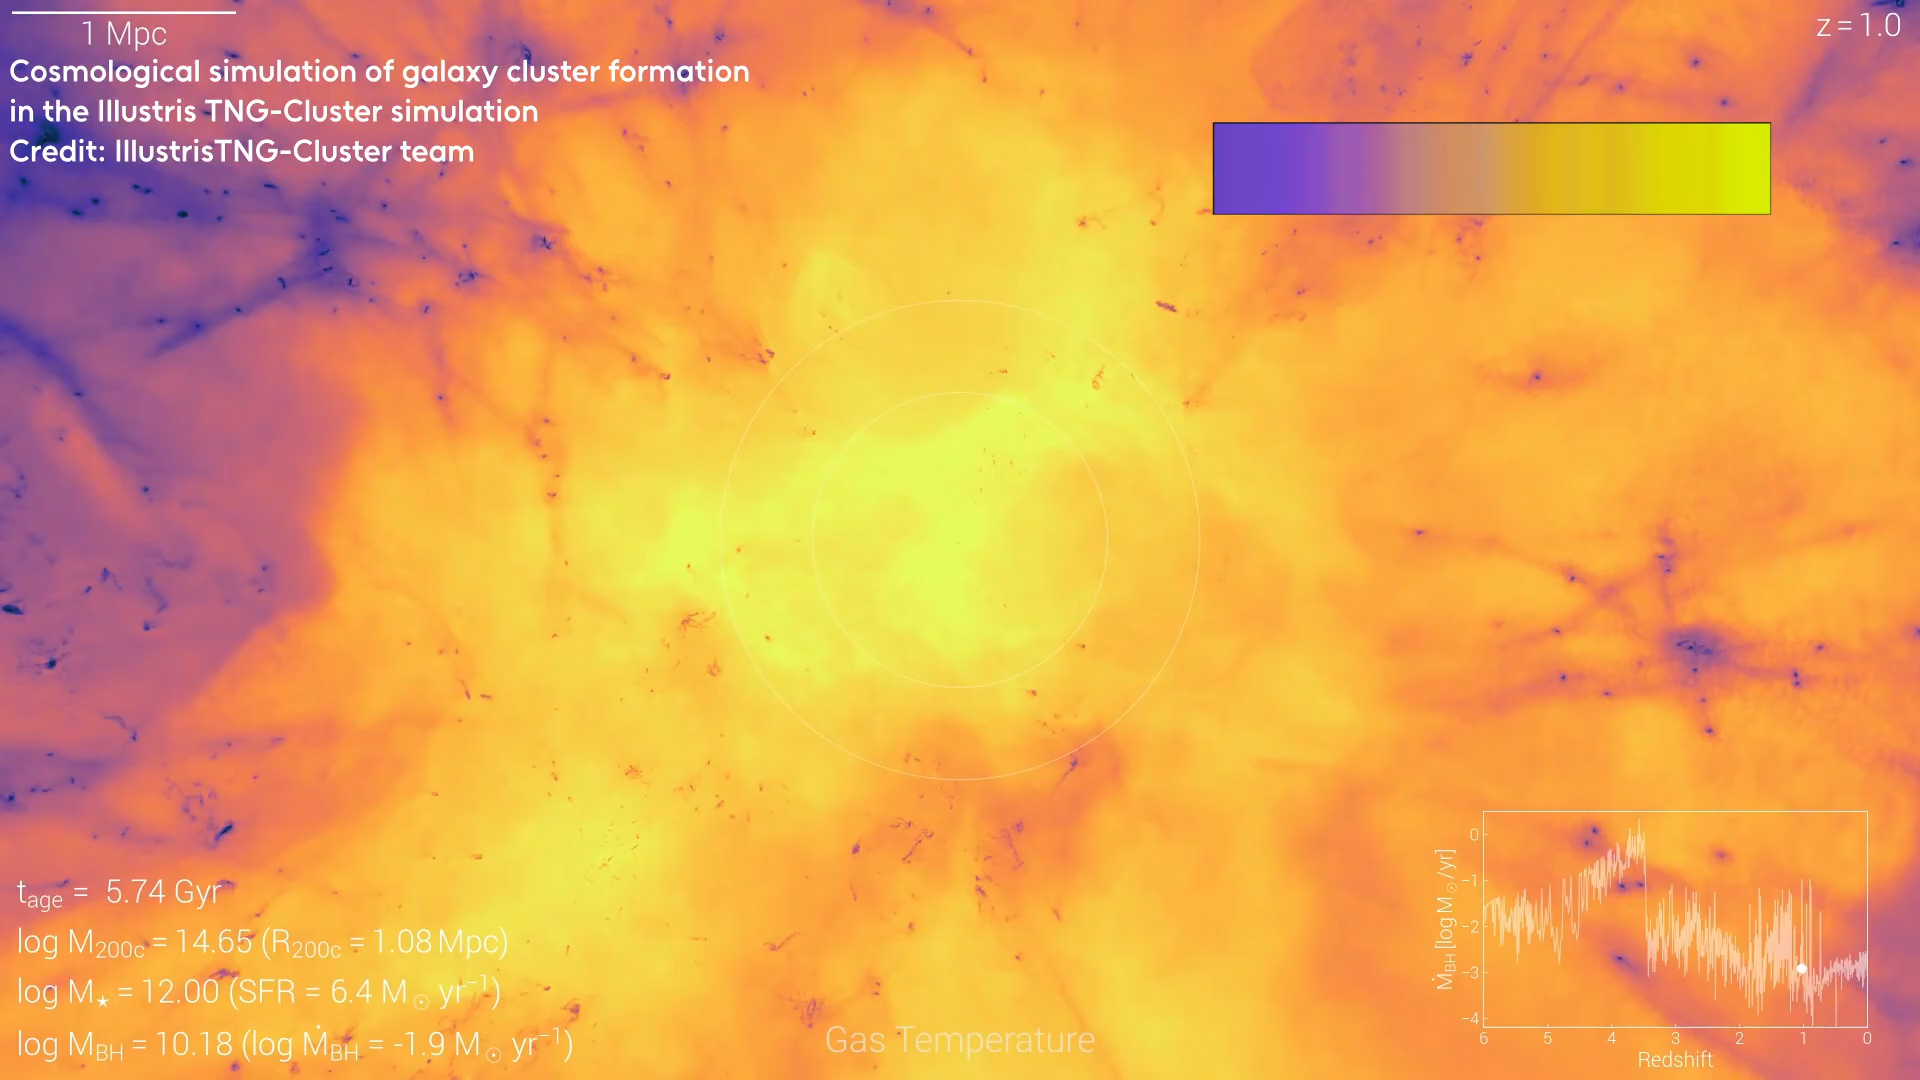 1 Mpc
z = 1.0
Cosmological simulation of galaxy cluster formation
in the Illustris TNG-Cluster simulation
Credit: IllustrisTNG-Cluster team
t_age = 5.74 Gyr
log M_200c = 14.65 (R_200c = 1.08 Mpc)
log M_⋆ = 12.00 (SFR = 6.4 M_⊙ yr⁻¹)
log M_BH = 10.18 (log Ṁ_BH = -1.9 M_⊙ yr⁻¹)
Gas Temperature
Ṁ_BH [log M_⊙/yr]
0
−1
−2
−3
−4
6 5 4 3 2 1 0
Redshift